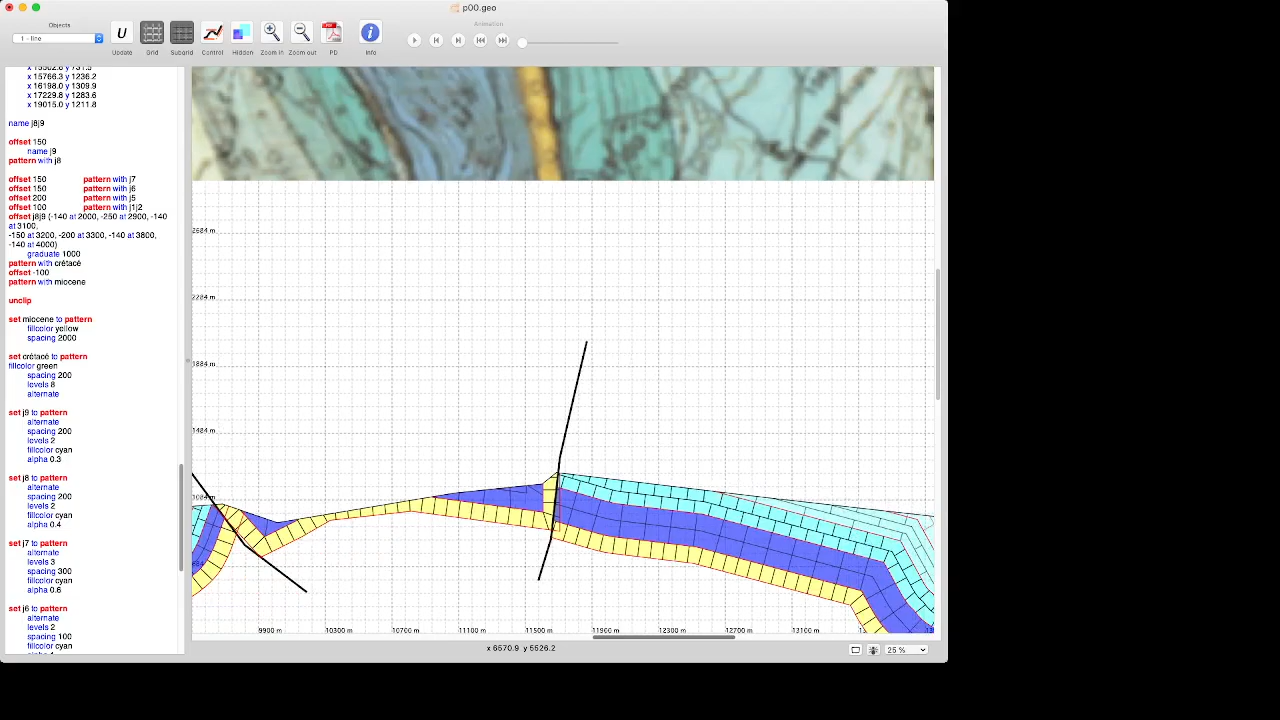 p00.geo
Objects
1 - line
Update
Grid
Subgrid
Control
Hidden
Zoom in
Zoom out
PDF
PD
Info
Animation
x 15766.3 y 1236.2
x 16198.0 y 1309.9
x 17229.8 y 1283.6
x 19015.0 y 1211.8
name j8j9
offset 150
name j9
pattern with j8
offset 150 pattern with j7
offset 150 pattern with j6
offset 200 pattern with j5
offset 100 pattern with j1j2
offset j8j9 (-140 at 2000, -250 at 2900, -140
at 3100,
-150 at 3200, -200 at 3300, -140 at 3800,
-140 at 4000)
graduate 1000
pattern with crétacé
offset -100
pattern with miocene
unclip
set miocene to pattern
fillcolor yellow
spacing 2000
set crétacé to pattern
fillcolor green
spacing 200
levels 8
alternate
set j9 to pattern
alternate
spacing 200
levels 2
fillcolor cyan
alpha 0.3
set j8 to pattern
alternate
spacing 200
levels 2
fillcolor cyan
alpha 0.4
set j7 to pattern
alternate
levels 3
spacing 300
fillcolor cyan
alpha 0.6
set j6 to pattern
alternate
levels 2
spacing 100
fillcolor cyan
2684 m
2284 m
1884 m
1484 m
1084 m
684
9900 m
10300 m
10700 m
11100 m
11500 m
11900 m
12300 m
12700 m
13100 m
x 6570.9 y 5526.2
25 %